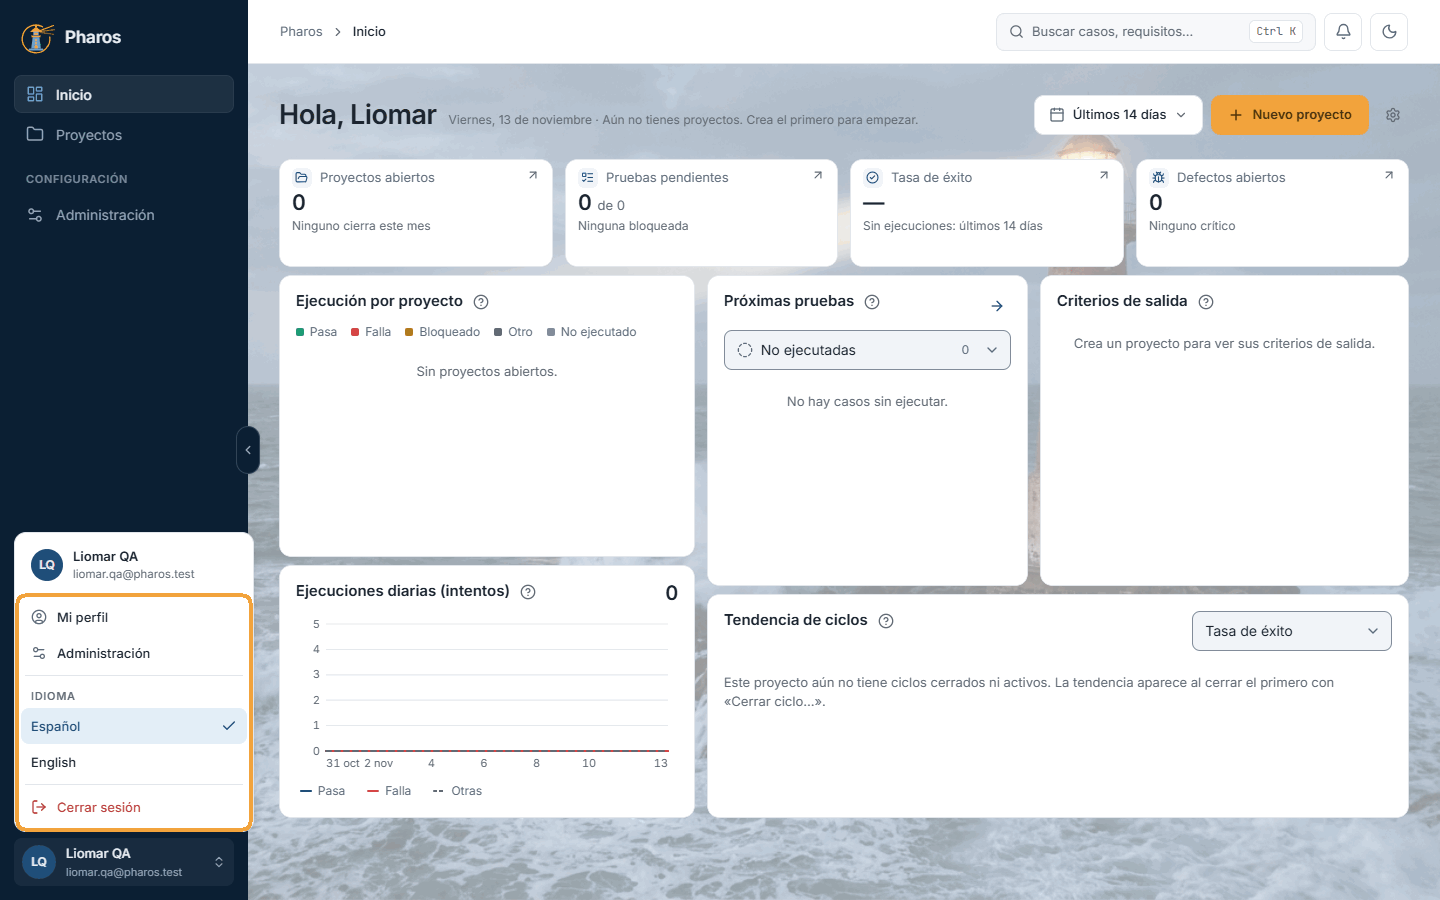 Pharos
Inicio
Proyectos
CONFIGURACIÓN
Administración
Pharos > Inicio
Buscar casos, requisitos...
Ctrl K
Hola, Liomar
Viernes, 13 de noviembre · Aún no tienes proyectos. Crea el primero para empezar.
Últimos 14 días
Nuevo proyecto
Proyectos abiertos
0
Ninguno cierra este mes
Pruebas pendientes
0 de 0
Ninguna bloqueada
Tasa de éxito
—
Sin ejecuciones: últimos 14 días
Defectos abiertos
0
Ninguno crítico
Ejecución por proyecto
Pasa
Falla
Bloqueado
Otro
No ejecutado
Sin proyectos abiertos.
Próximas pruebas
No ejecutadas
0
No hay casos sin ejecutar.
Criterios de salida
Crea un proyecto para ver sus criterios de salida.
Ejecuciones diarias (intentos)
0
5
4
3
2
1
0
31 oct
2 nov
4
6
8
10
13
Pasa
Falla
Otras
Tendencia de ciclos
Tasa de éxito
Este proyecto aún no tiene ciclos cerrados ni activos. La tendencia aparece al cerrar el primero con
«Cerrar ciclo...».
LQ
Liomar QA
liomar.qa@pharos.test
Mi perfil
Administración
IDIOMA
Español
English
Cerrar sesión
LQ
Liomar QA
liomar.qa@pharos.test